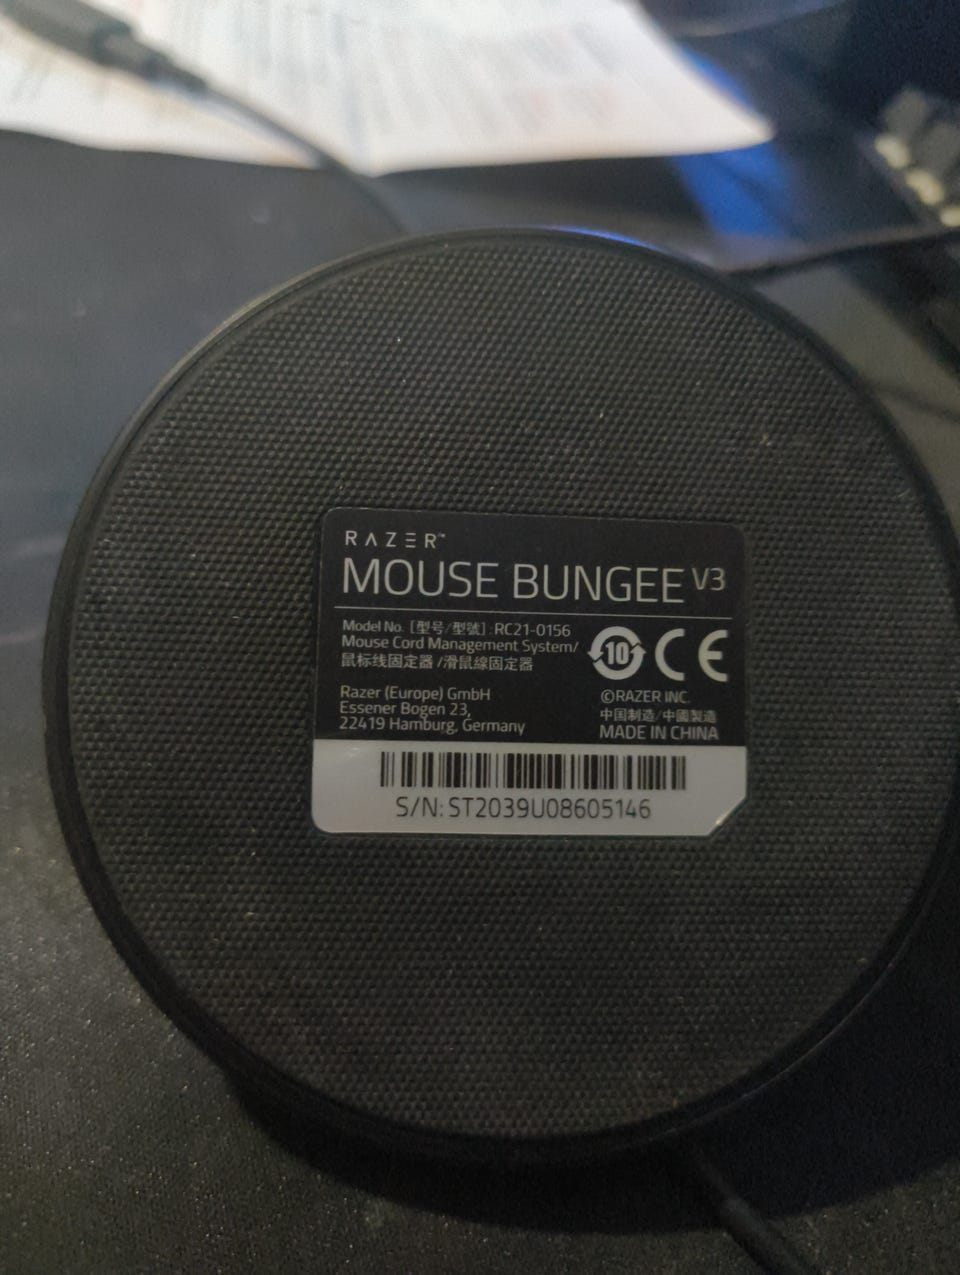 RAZER™
MOUSE BUNGEE V3
Model No. [型号/型號] : RC21-0156
Mouse Cord Management System/
鼠标线固定器 /滑鼠線固定器
Razer (Europe) GmbH
Essener Bogen 23,
22419 Hamburg, Germany
10
CE
©RAZER INC.
中国制造/中國製造
MADE IN CHINA
S/N: ST2039U08605146